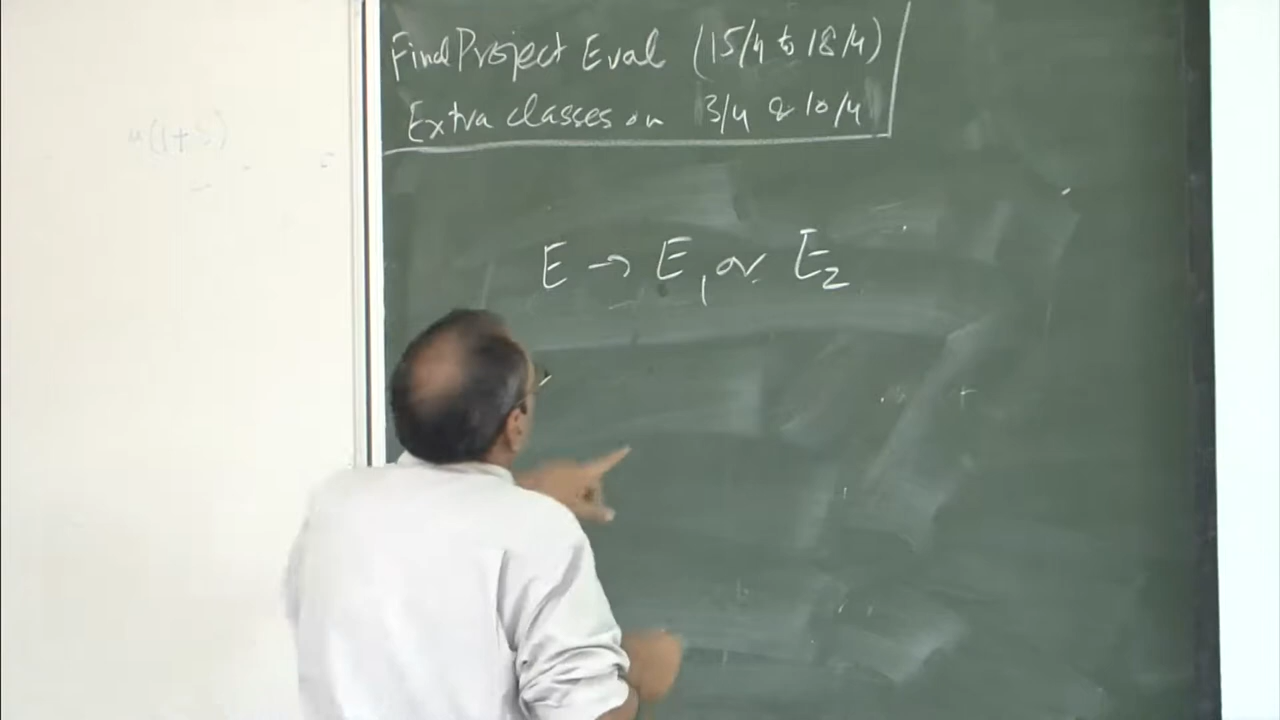 Final Project Eval (15/4 to 18/4)
Extra classes on 3/4 & 10/4
E → E₁ or E₂